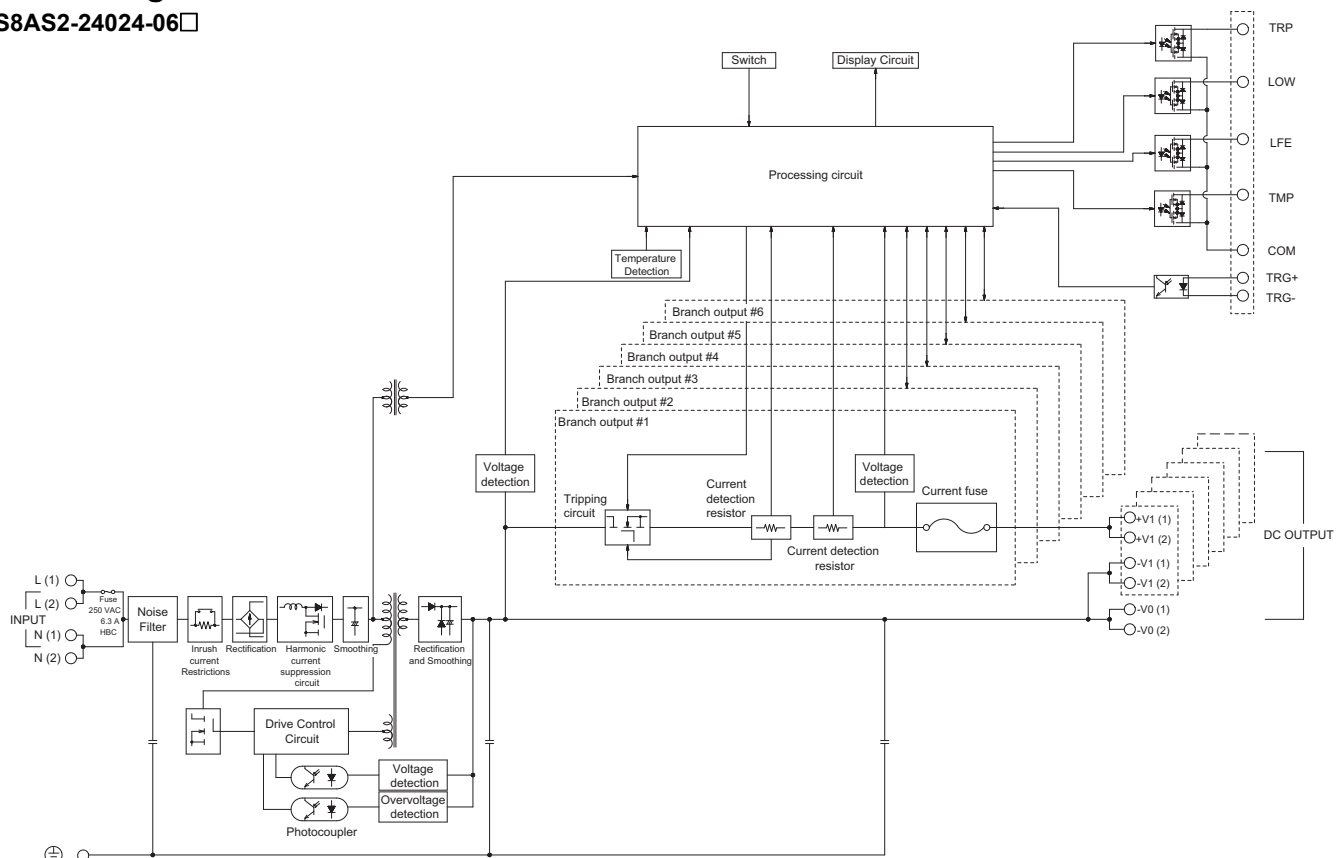 S8AS2-24024-06□
TRP
Switch
Display Circuit
LOW
LFE
Processing circuit
TMP
COM
Temperature
Detection
TRG+
TRG-
Branch output #6
Branch output #5
Branch output #4
Branch output #3
Branch output #2
Branch output #1
Voltage
detection
Tripping
circuit
Current
detection
resistor
Voltage
detection
Current fuse
Current detection
resistor
+V1 (1)
+V1 (2)
-V1 (1)
-V1 (2)
-V0 (1)
-V0 (2)
DC OUTPUT
L (1)
L (2)
INPUT
N (1)
N (2)
Fuse
250 VAC
6.3 A
HBC
Noise
Filter
Inrush
current
Restrictions
Rectification
Harmonic
current
suppression
circuit
Smoothing
Rectification
and Smoothing
Drive Control
Circuit
Voltage
detection
Overvoltage
detection
Photocoupler